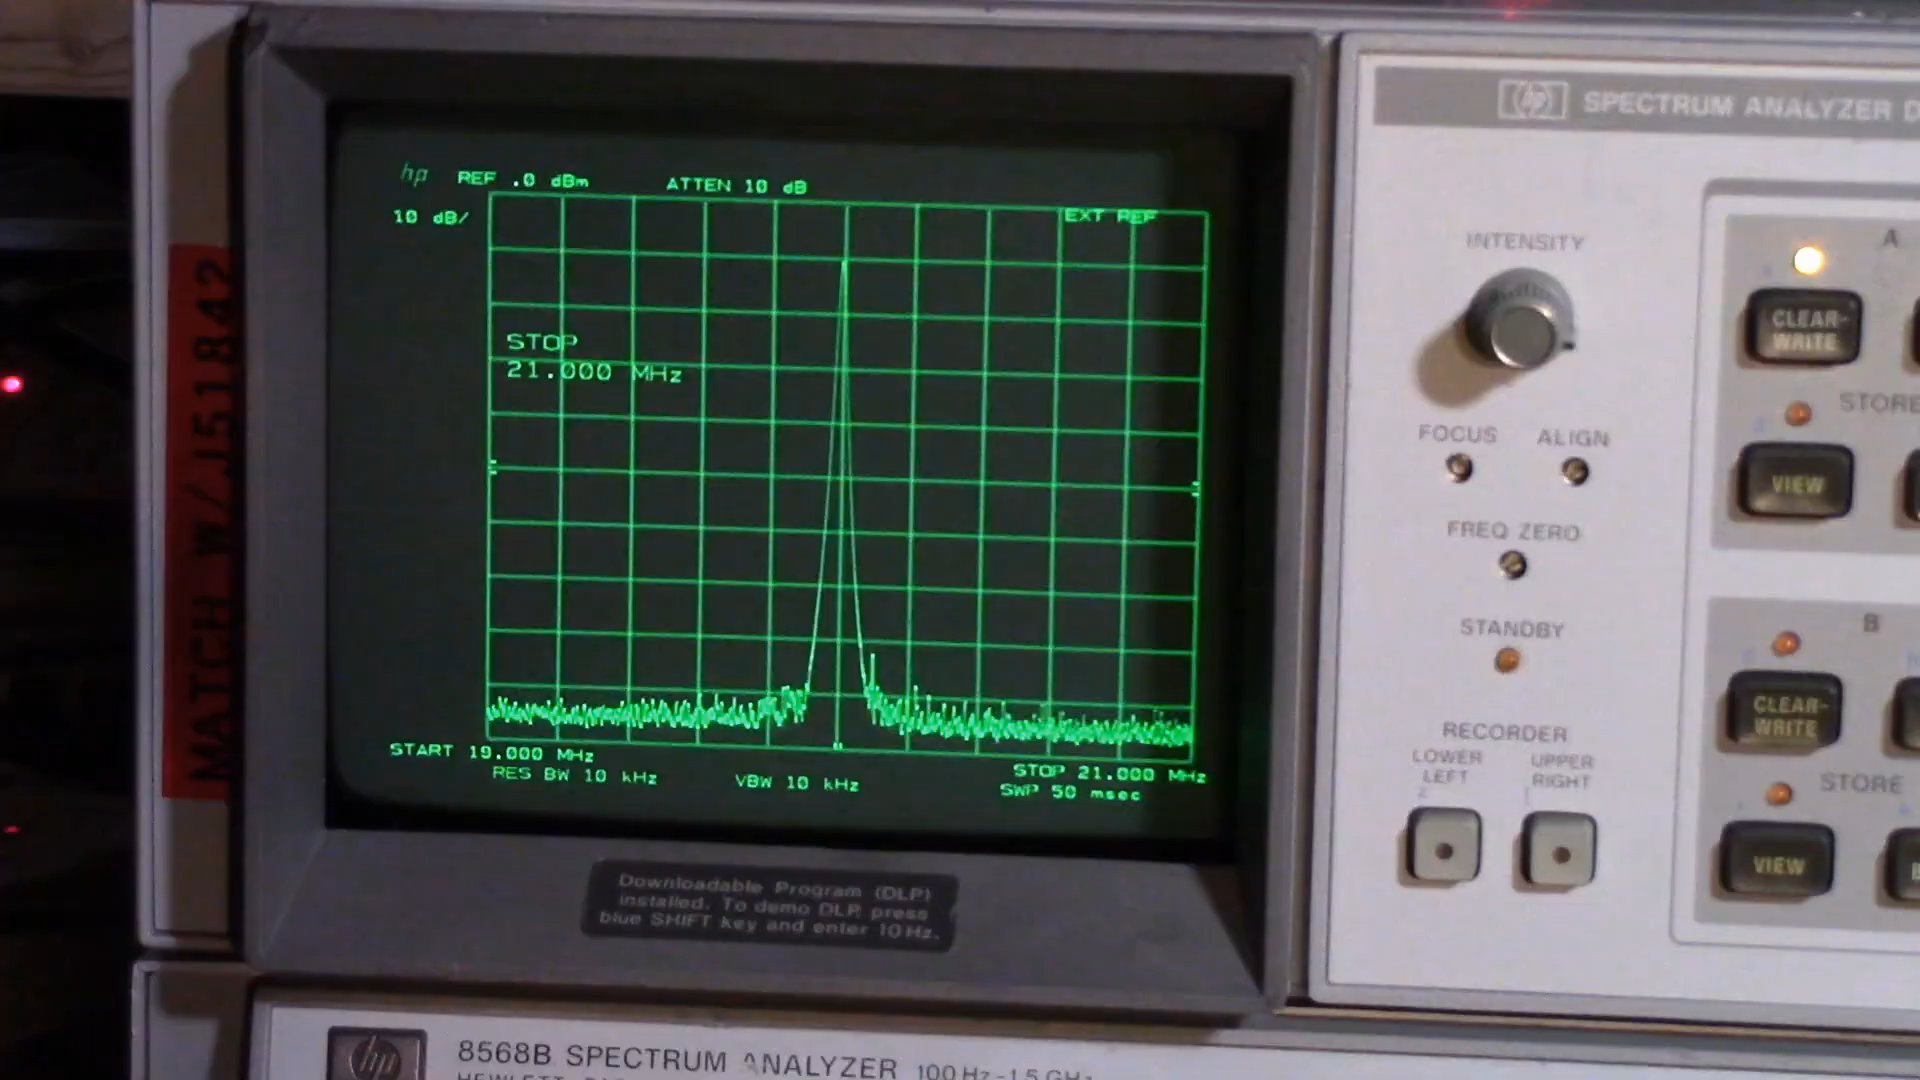 hp REF .0 dBm ATTEN 10 dB
10 dB/
EXT REF
STOP
21.000 MHz
START 19.000 MHz
RES BW 10 kHz
VBW 10 kHz
STOP 21.000 MHz
SWP 50 msec
MATCH W/J51842
Downloadable Program (DLP)
installed. To demo DLP, press
blue SHIFT key and enter 10 Hz.
hp
8568B SPECTRUM ANALYZER 100 Hz-1.5 GHz
hp SPECTRUM ANALYZER
INTENSITY
FOCUS ALIGN
FREQ ZERO
STANDBY
RECORDER
LOWER
LEFT
UPPER
RIGHT
A
CLEAR-
WRITE
STORE
VIEW
B
CLEAR-
WRITE
STORE
VIEW